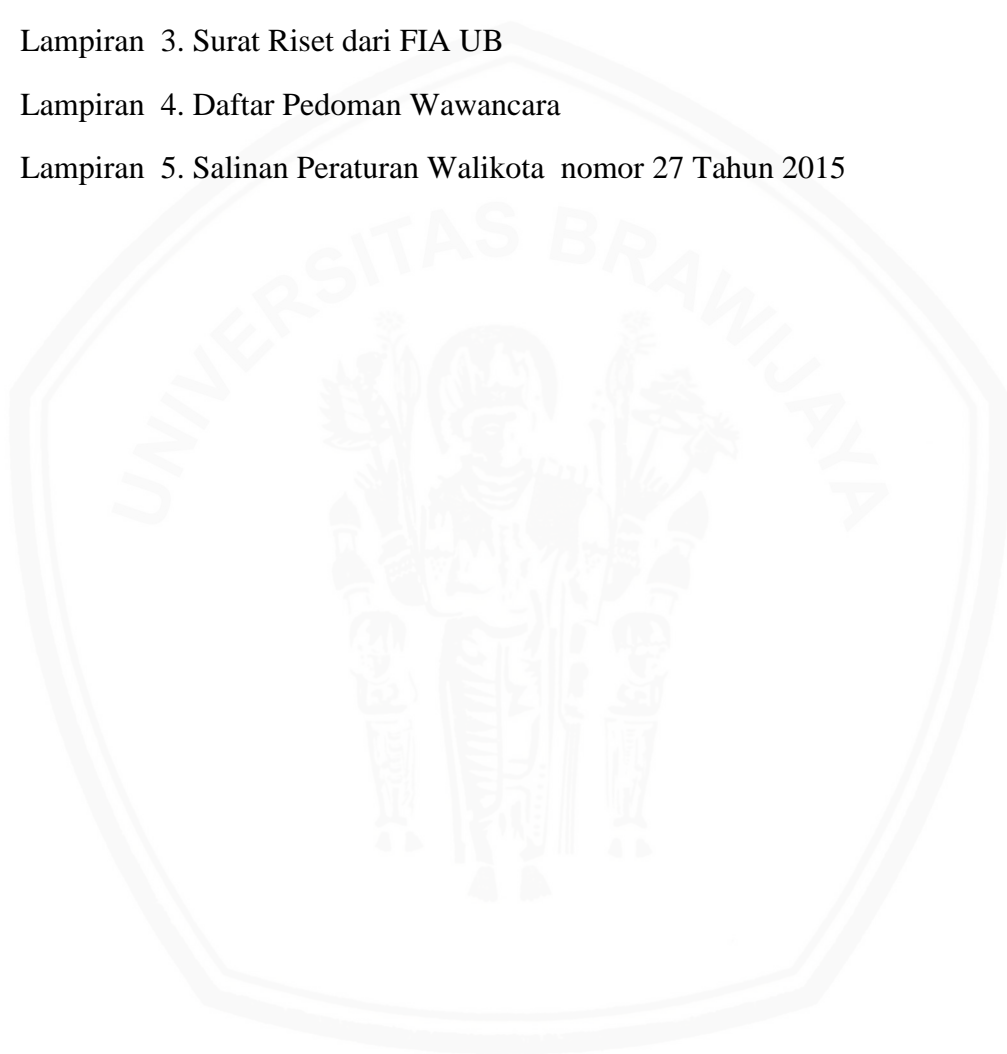 Lampiran  3. Surat Riset dari FIA UB
Lampiran  4. Daftar Pedoman Wawancara
Lampiran  5. Salinan Peraturan Walikota  nomor 27 Tahun 2015
UNIVERSITAS BRAWIJAYA